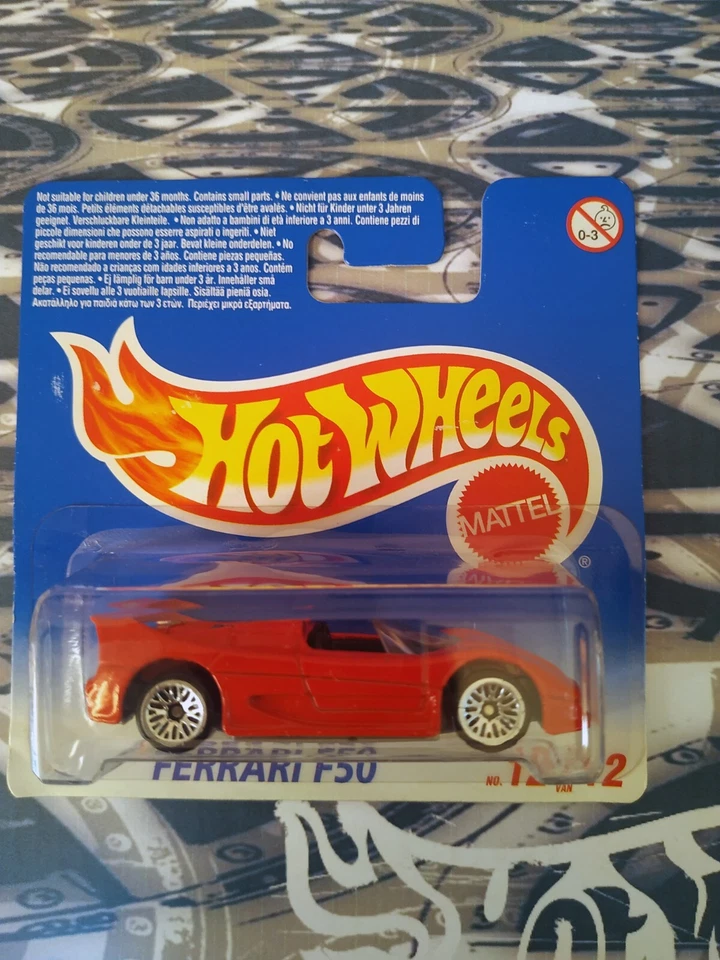 Not suitable for children under 36 months. Contains small parts. • Ne convient pas aux enfants de moins
de 36 mois. Petits éléments détachables susceptibles d'être avalés. • Nicht für Kinder unter 3 Jahren
geeignet. Verschluckbare Kleinteile. • Non adatto a bambini di età inferiore a 3 anni. Contiene pezzi di
piccole dimensioni che possono esserre aspirati o ingeriti. • Niet
geschikt voor kinderen onder de 3 jaar. Bevat kleine onderdelen. • No
recomendable para menores de 3 años. Contiene piezas pequeñas.
Não recomendado a crianças com idades inferiores a 3 anos. Contém
peças pequenas. • Ej lämplig för barn under 3 år. Innehåller små
delar. • Ei sovellu alle 3 vuotiaille lapsille. Sisältää pieniä osia.
Ακατάλληλο για παιδιά κάτω των 3 ετών. Περιέχει μικρά εξαρτήματα.
0-3
HOT WHEELS
MATTEL
®
FERRARI F50
NO. 12 VAN 12